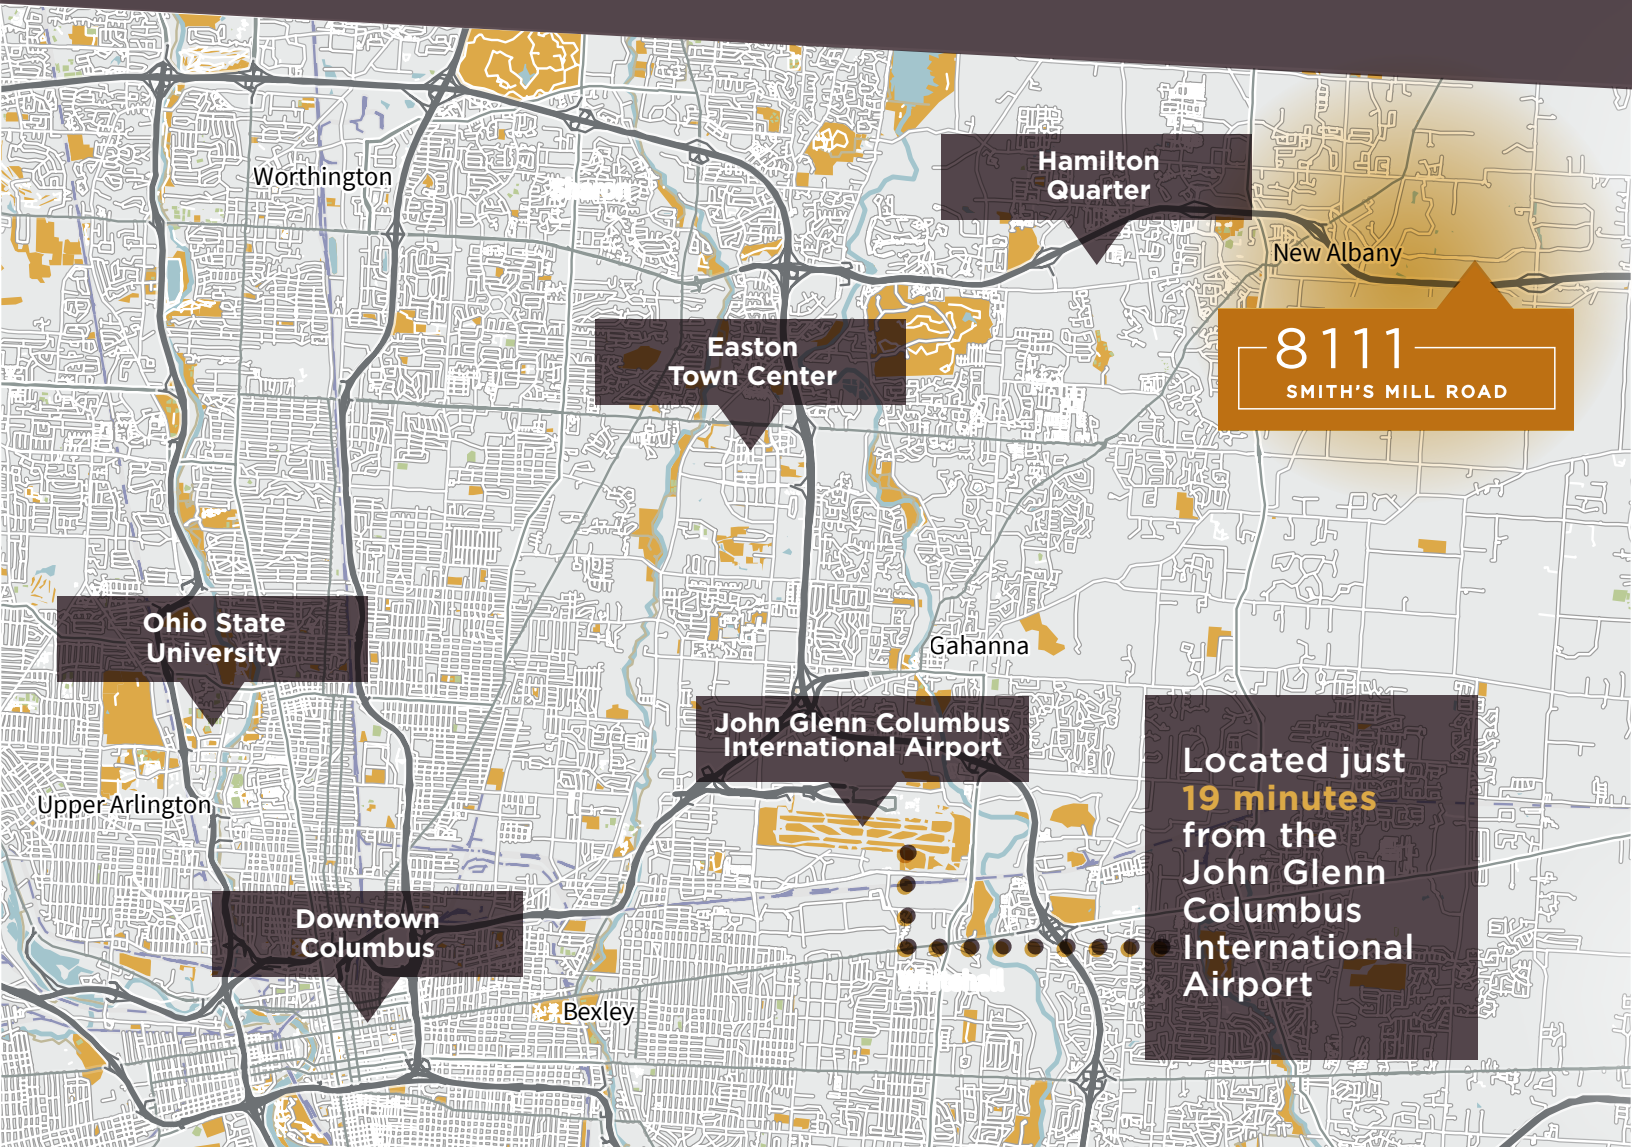 Worthington
Hamilton
Quarter
New Albany
8111
SMITH'S MILL ROAD
Easton
Town Center
Ohio State
University
Gahanna
John Glenn Columbus
International Airport
Upper Arlington
Located just
19 minutes
from the
John Glenn
Columbus
International
Airport
Downtown
Columbus
Bexley